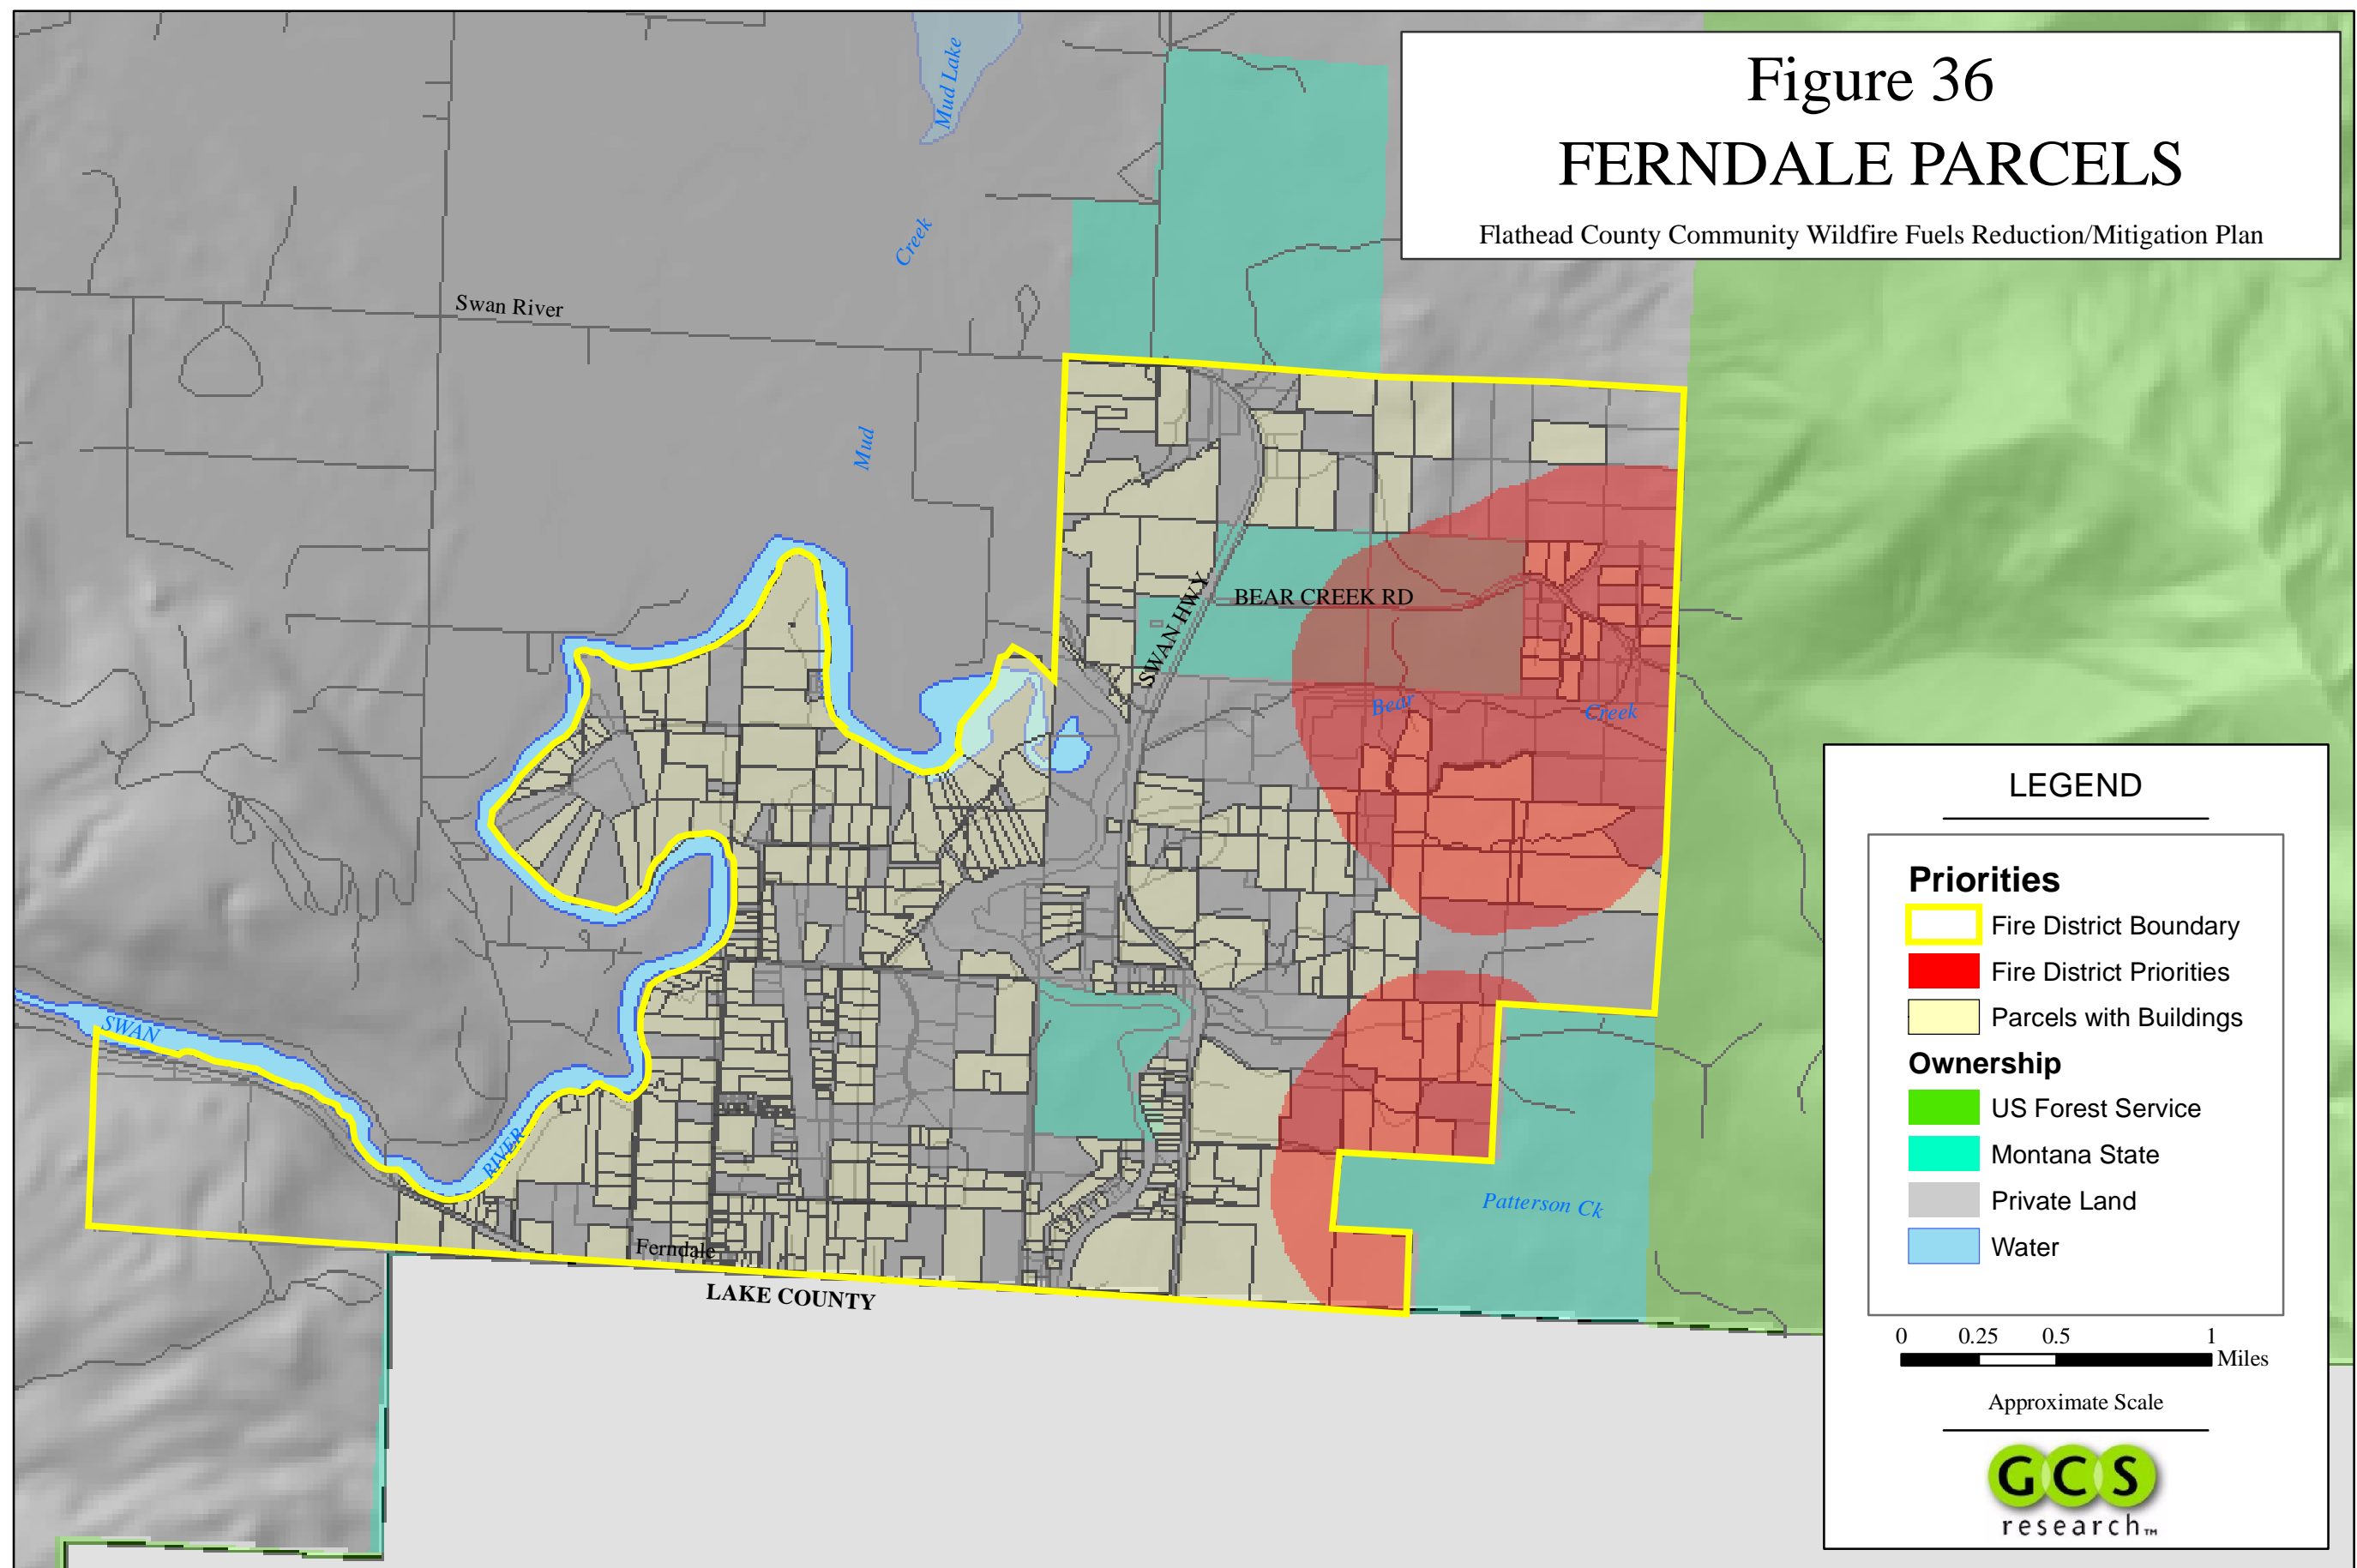 Figure 36
FERNDALE PARCELS
Flathead County Community Wildfire Fuels Reduction/Mitigation Plan
Mud Lake
Creek
Swan River
Mud
BEAR CREEK RD
SWAN HWY
Bear
Creek
SWAN
RIVER
Patterson Ck
Ferndale
LAKE COUNTY
LEGEND
Priorities
Fire District Boundary
Fire District Priorities
Parcels with Buildings
Ownership
US Forest Service
Montana State
Private Land
Water
0 0.25 0.5 1
Miles
Approximate Scale
GCS
research™